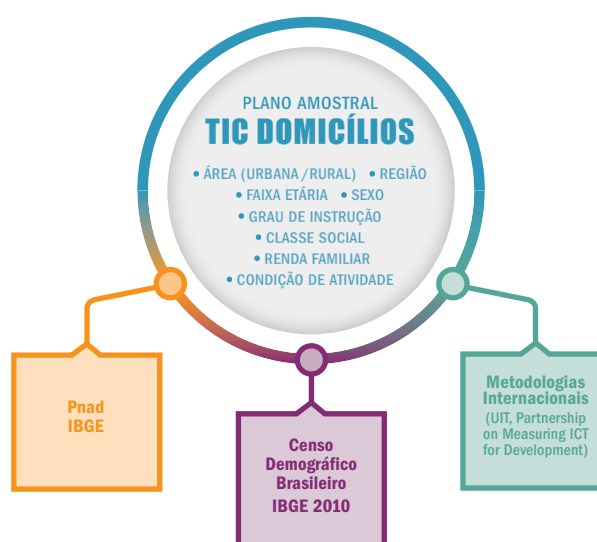 PLANO AMOSTRAL
TIC DOMICÍLIOS
• ÁREA (URBANA/RURAL) • REGIÃO
• FAIXA ETÁRIA • SEXO
• GRAU DE INSTRUÇÃO
• CLASSE SOCIAL
• RENDA FAMILIAR
• CONDIÇÃO DE ATIVIDADE
Pnad
IBGE
Censo
Demográfico
Brasileiro
IBGE 2010
Metodologias
Internacionais
(UIT, Partnership
on Measuring ICT
for Development)